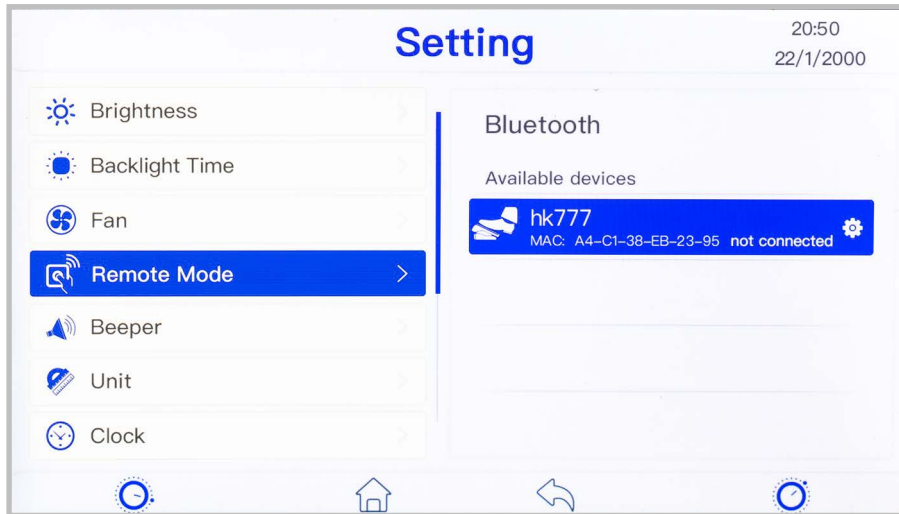 Setting
20:50
22/1/2000
Brightness
Backlight Time
Fan
Remote Mode
Beeper
Unit
Clock
Bluetooth
Available devices
hk777
MAC: A4-C1-38-EB-23-95 not connected